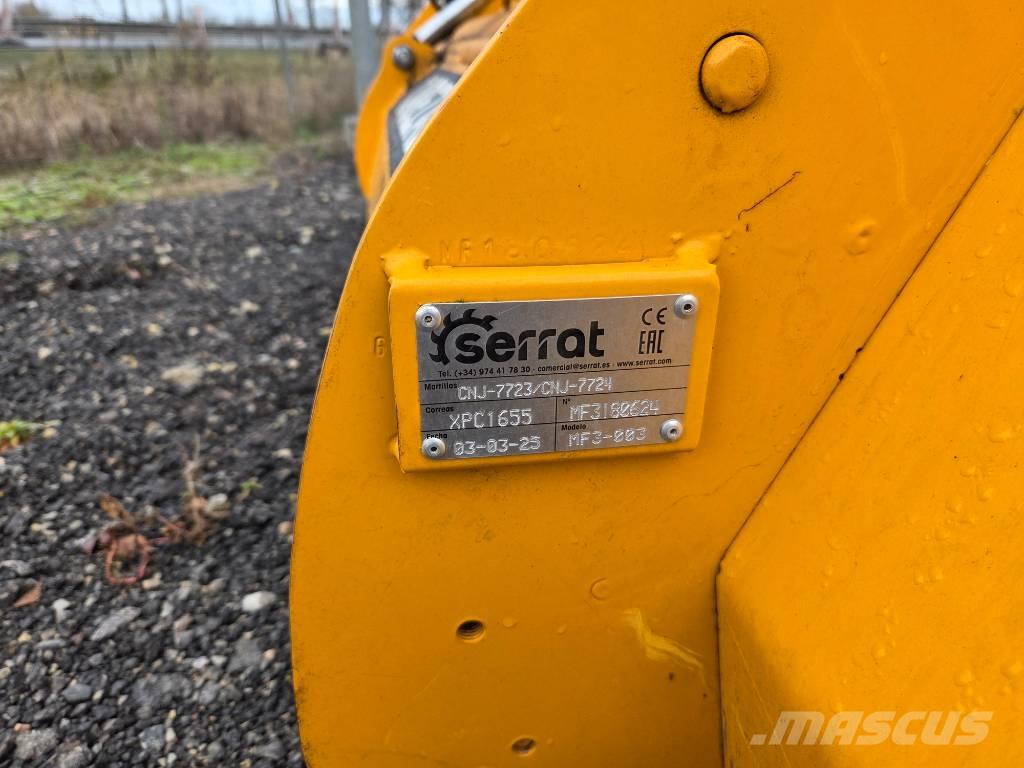 serrat
CE
EAC
Tel. (+34) 974 41 78 30 - comercial@serrat.es - www.serrat.com
Martillos CNJ-7723/CNJ-7724
Correas XPC1655 Nº MF3180624
Fecha 03-03-25 Modelo MF3-003
MASCUS